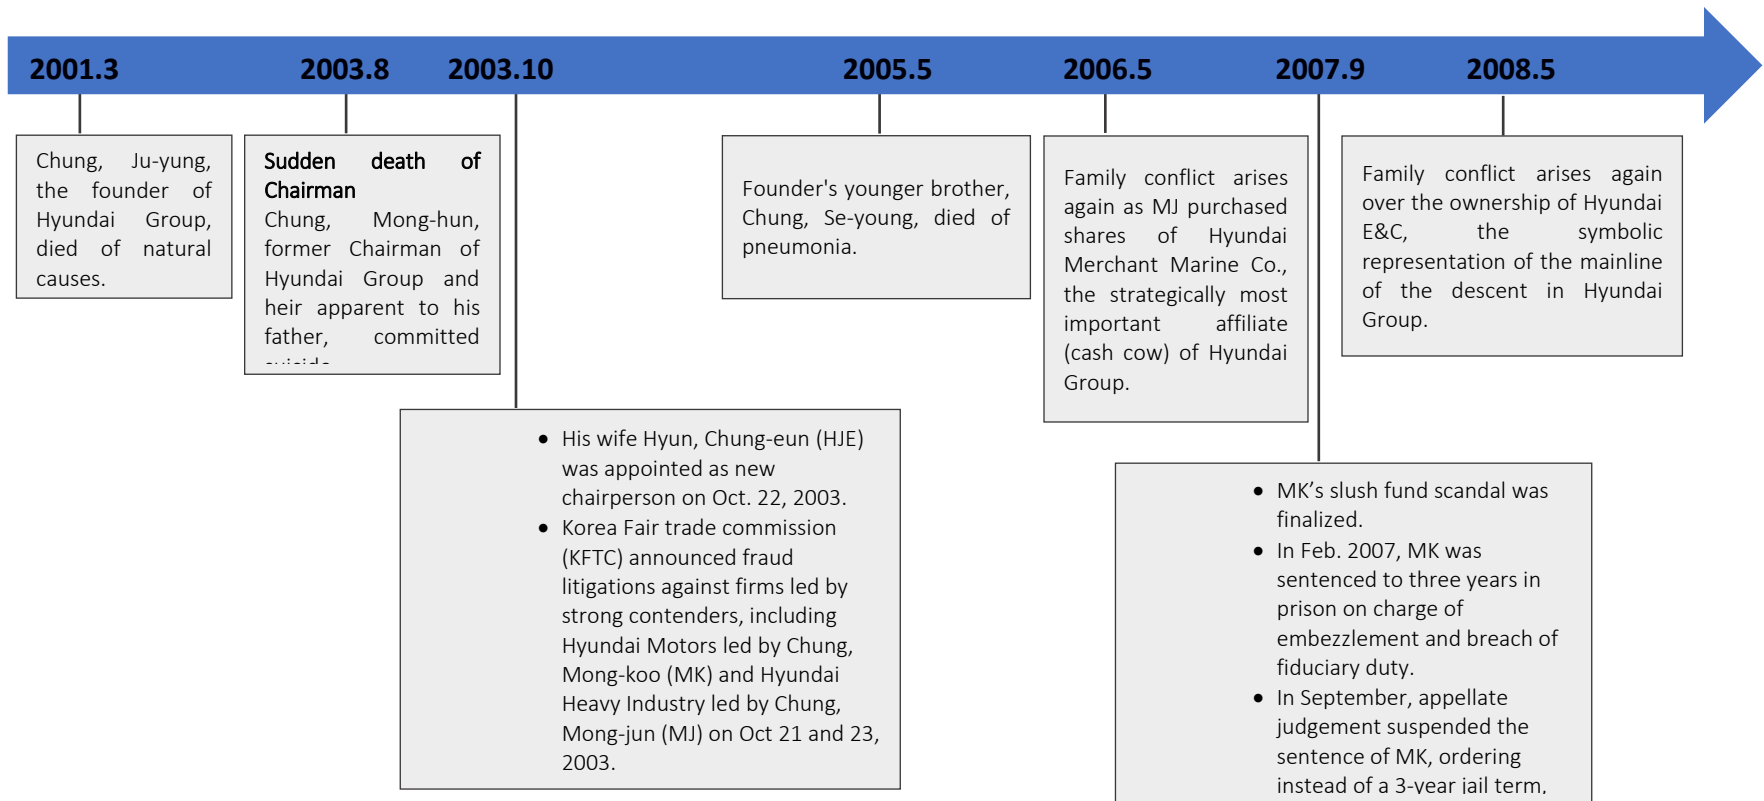 2001.3 2003.8 2003.10 2005.5 2006.5 2007.9 2008.5
Chung, Ju-yung,
the founder of
Hyundai Group,
died of natural
causes.
Sudden death of
Chairman
Chung, Mong-hun,
former Chairman of
Hyundai Group and
heir apparent to his
father, committed
Founder's younger brother,
Chung, Se-young, died of
pneumonia.
Family conflict arises
again as MJ purchased
shares of Hyundai
Merchant Marine Co.,
the strategically most
important affiliate
(cash cow) of Hyundai
Group.
Family conflict arises again
over the ownership of Hyundai
E&C, the symbolic
representation of the mainline
of the descent in Hyundai
Group.
• His wife Hyun, Chung-eun (HJE)
was appointed as new
chairperson on Oct. 22, 2003.
• Korea Fair trade commission
(KFTC) announced fraud
litigations against firms led by
strong contenders, including
Hyundai Motors led by Chung,
Mong-koo (MK) and Hyundai
Heavy Industry led by Chung,
Mong-jun (MJ) on Oct 21 and 23,
2003.
• MK’s slush fund scandal was
finalized.
• In Feb. 2007, MK was
sentenced to three years in
prison on charge of
embezzlement and breach of
fiduciary duty.
• In September, appellate
judgement suspended the
sentence of MK, ordering
instead of a 3-year jail term,